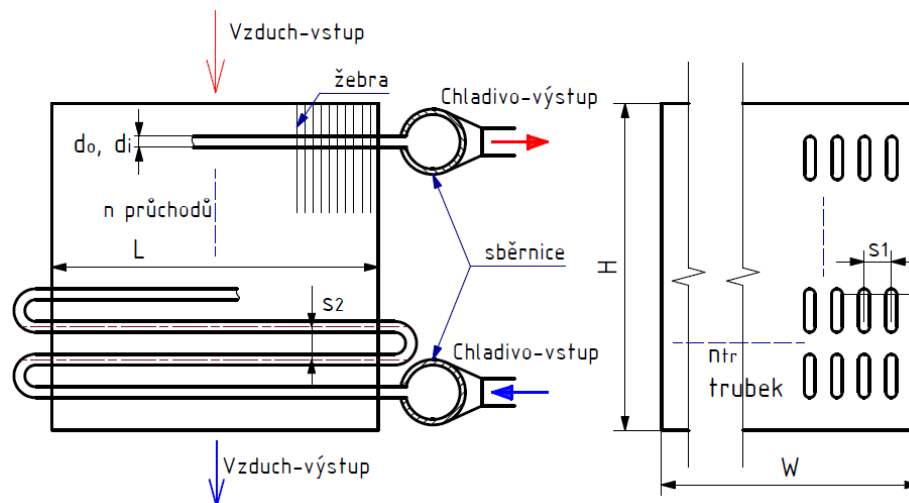 Vzduch-vstup
žebra
Chladivo-výstup
do, di
n průchodů
L
sběrnice
s2
Chladivo-vstup
Vzduch-výstup
H
s1
ntr
trubek
W